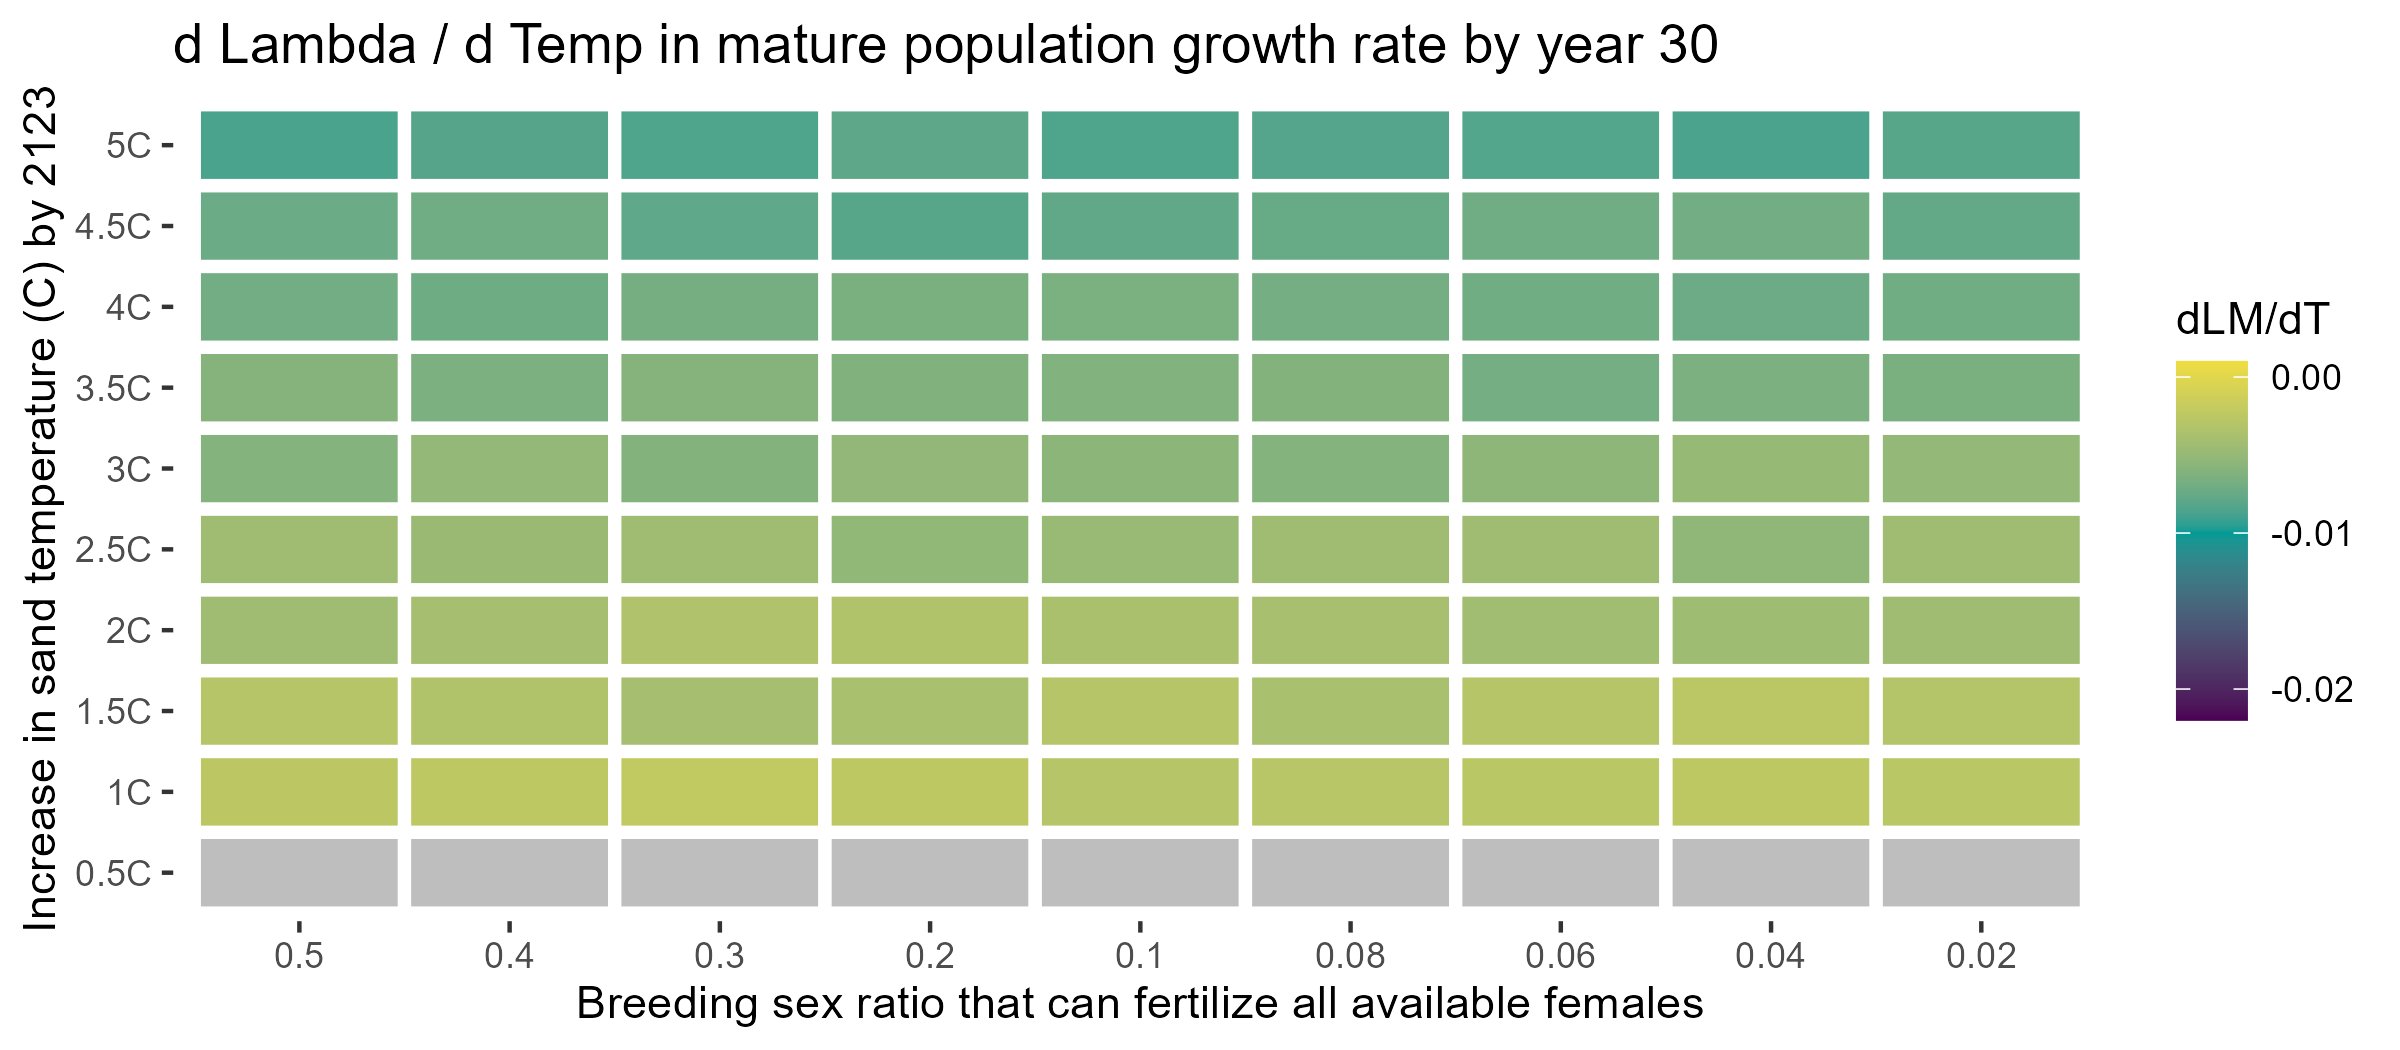 d Lambda / d Temp in mature population growth rate by year 30
Increase in sand temperature (C) by 2123
5C
4.5C
4C
3.5C
3C
2.5C
2C
1.5C
1C
0.5C
0.5 0.4 0.3 0.2 0.1 0.08 0.06 0.04 0.02
Breeding sex ratio that can fertilize all available females
dLM/dT
0.00
-0.01
-0.02